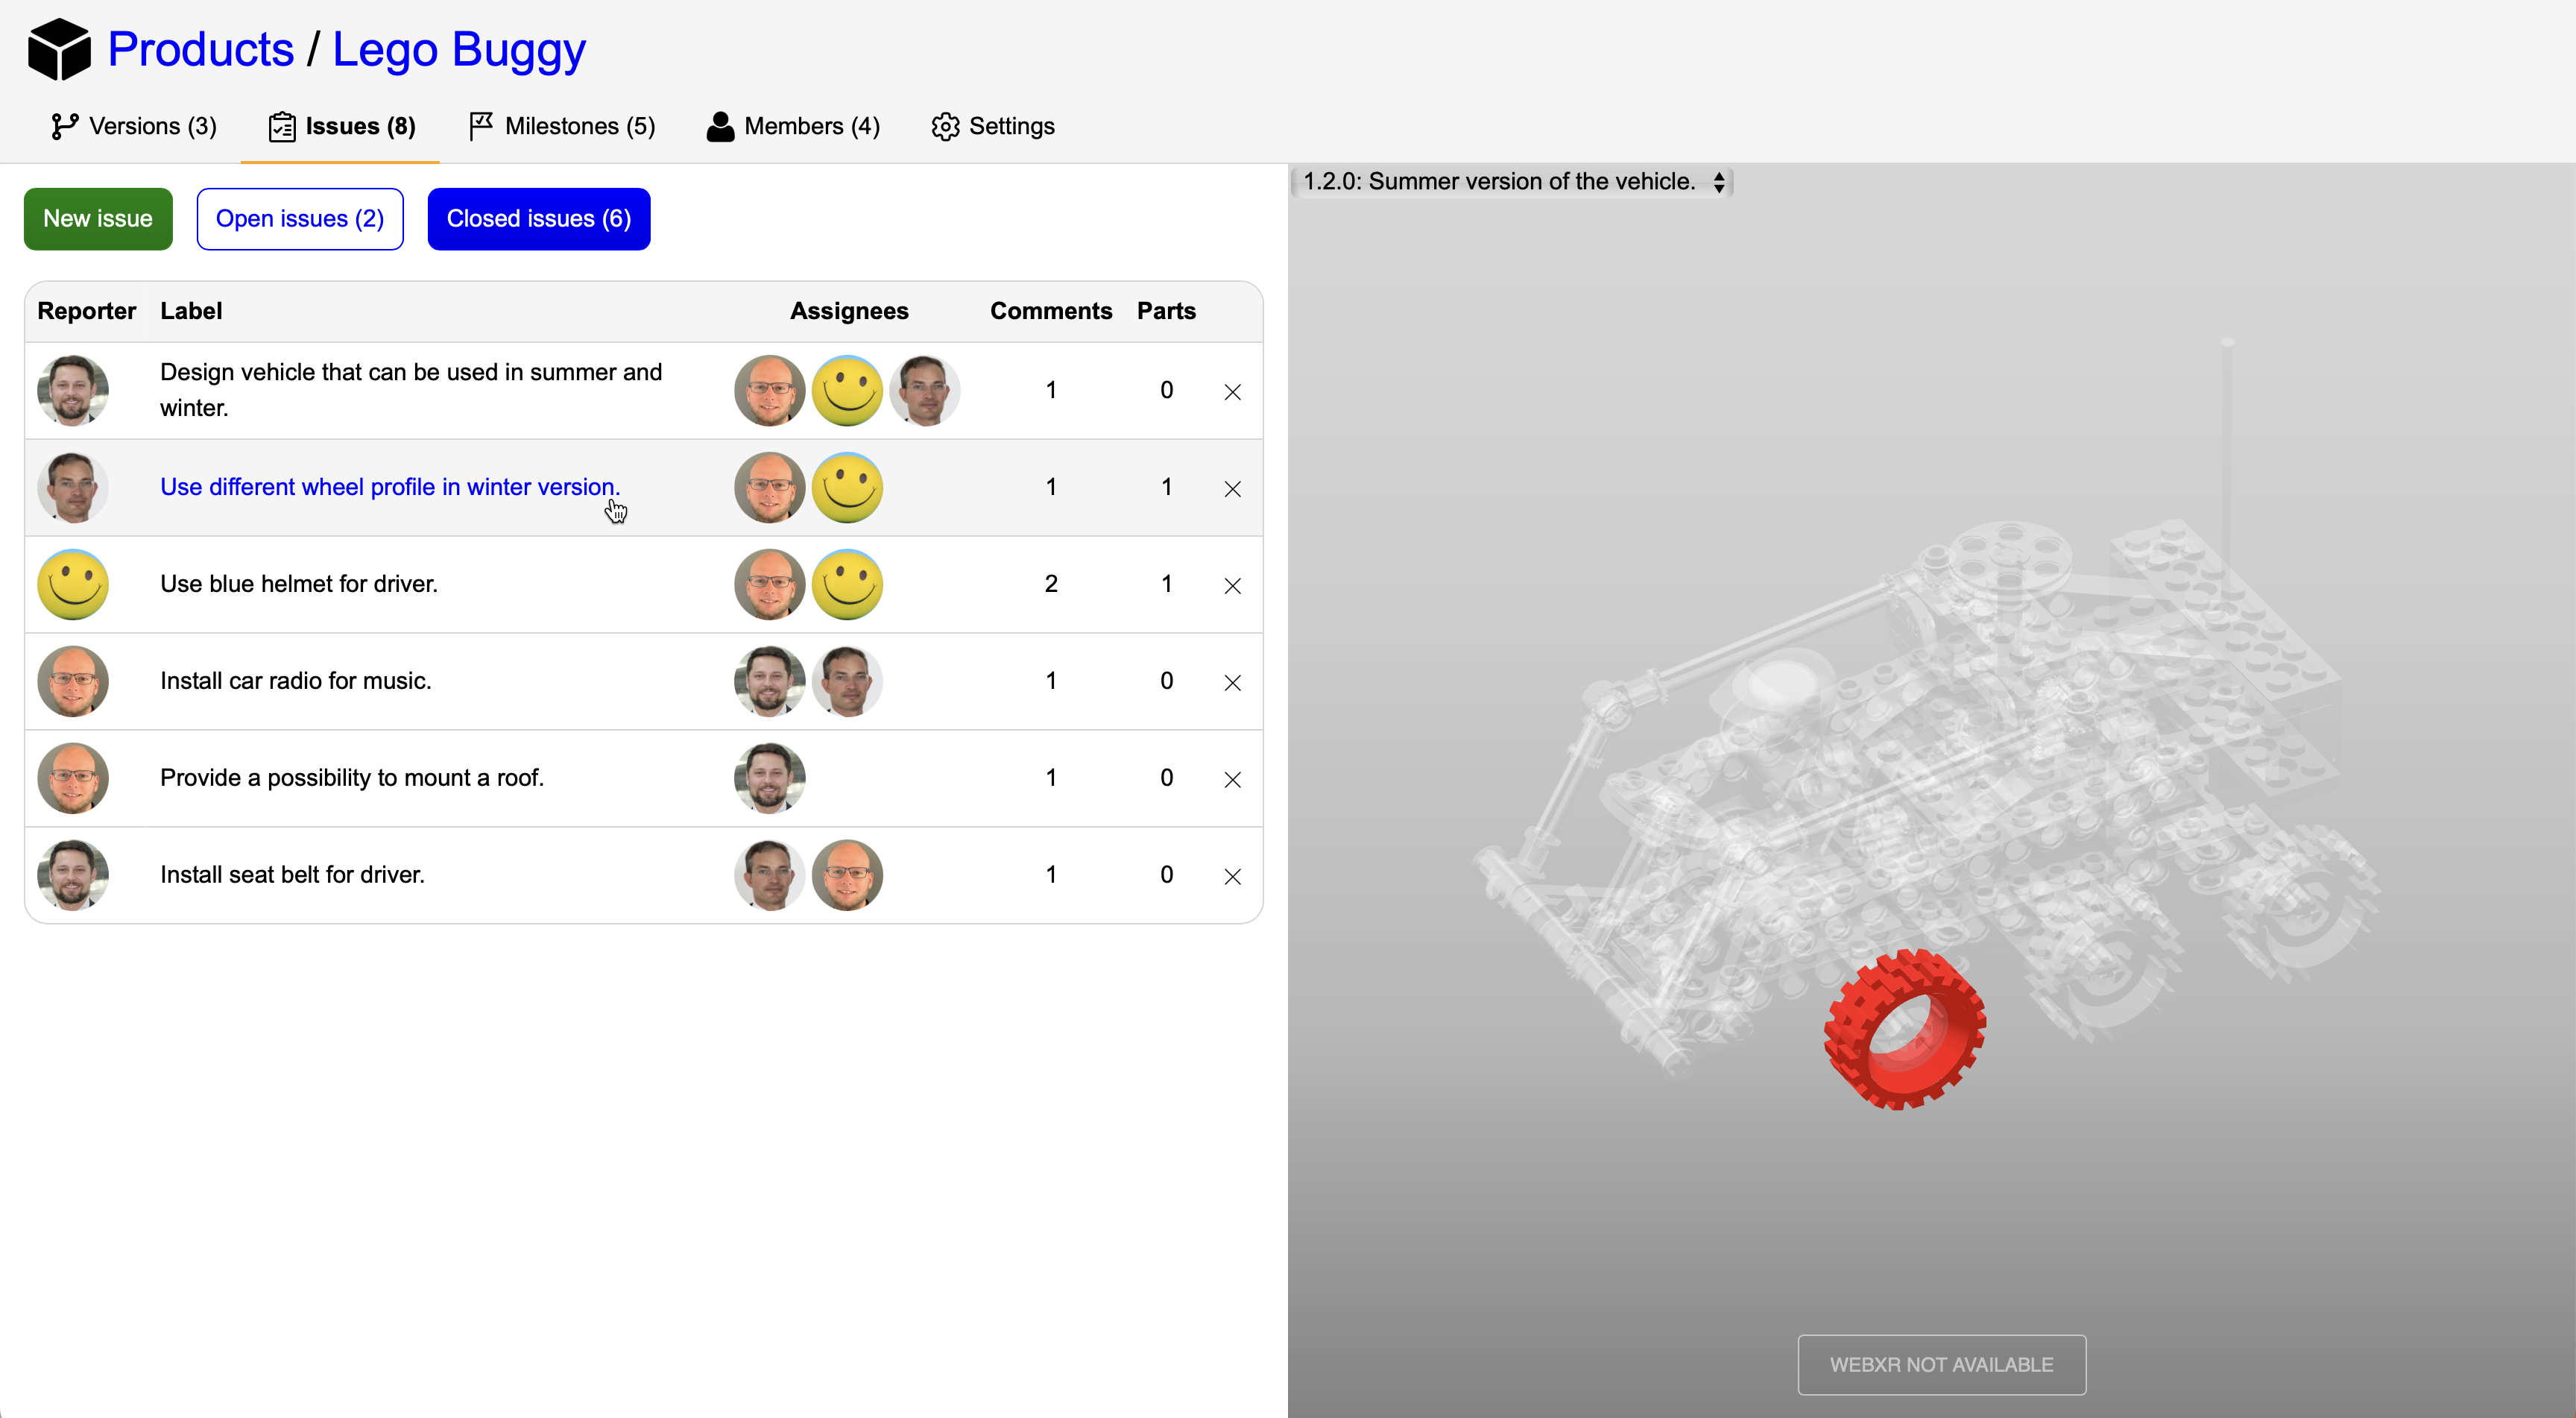 Products / Lego Buggy
Versions (3) Issues (8) Milestones (5) Members (4) Settings
New issue Open issues (2) Closed issues (6)
1.2.0: Summer version of the vehicle.
Reporter Label Assignees Comments Parts
Design vehicle that can be used in summer and
winter. 1 0
Use different wheel profile in winter version. 1 1
Use blue helmet for driver. 2 1
Install car radio for music. 1 0
Provide a possibility to mount a roof. 1 0
Install seat belt for driver. 1 0
WEBXR NOT AVAILABLE